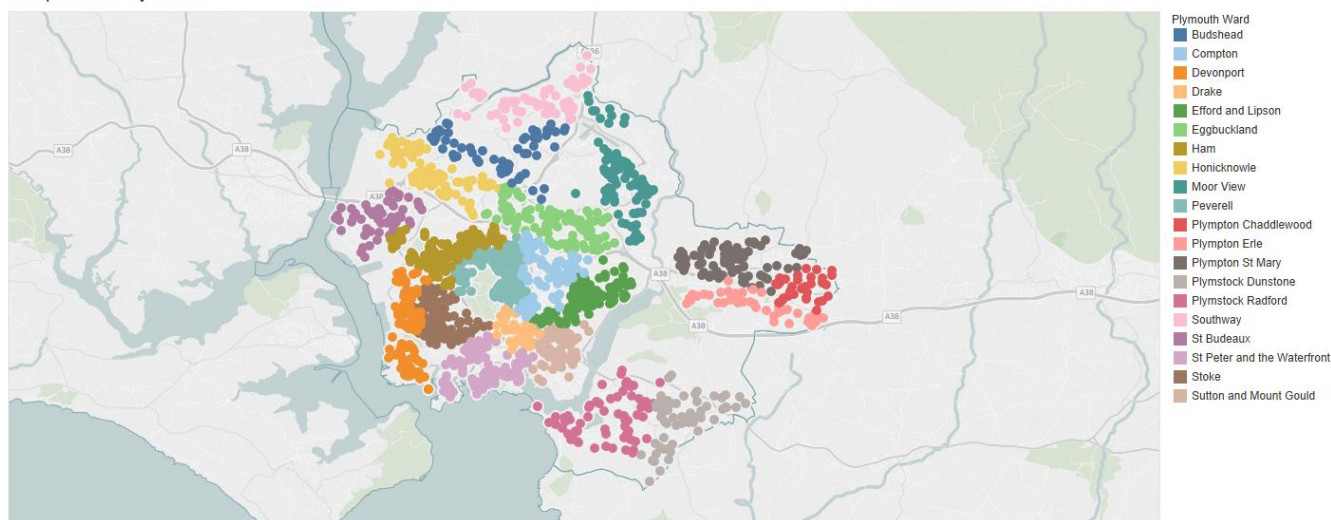 Plymouth Ward
Budshead
Compton
Devonport
Drake
Efford and Lipson
Eggbuckland
Ham
Honicknowle
Moor View
Peverell
Plympton Chaddlewood
Plympton Erle
Plympton St Mary
Plymstock Dunstone
Plymstock Radford
Southway
St Budeaux
St Peter and the Waterfront
Stoke
Sutton and Mount Gould
A38
A38
A38
A38
A38
A38
A38